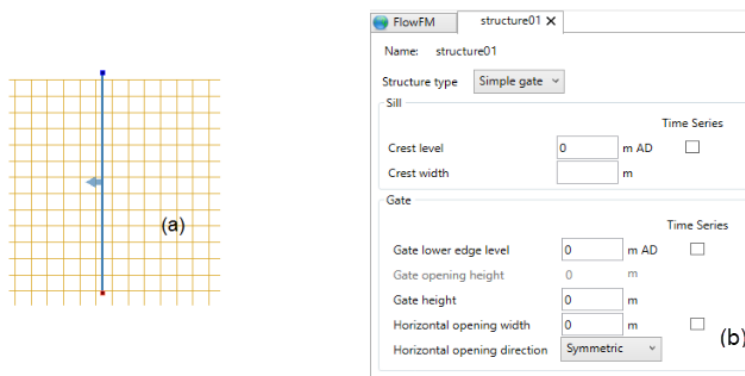 FlowFM structure01 X
Name: structure01
Structure type Simple gate
Sill
Time Series
Crest level 0 m AD
Crest width m
Gate
Time Series
Gate lower edge level 0 m AD
Gate opening height 0 m
Gate height 0 m
Horizontal opening width 0 m
Horizontal opening direction Symmetric
(a)
(b)